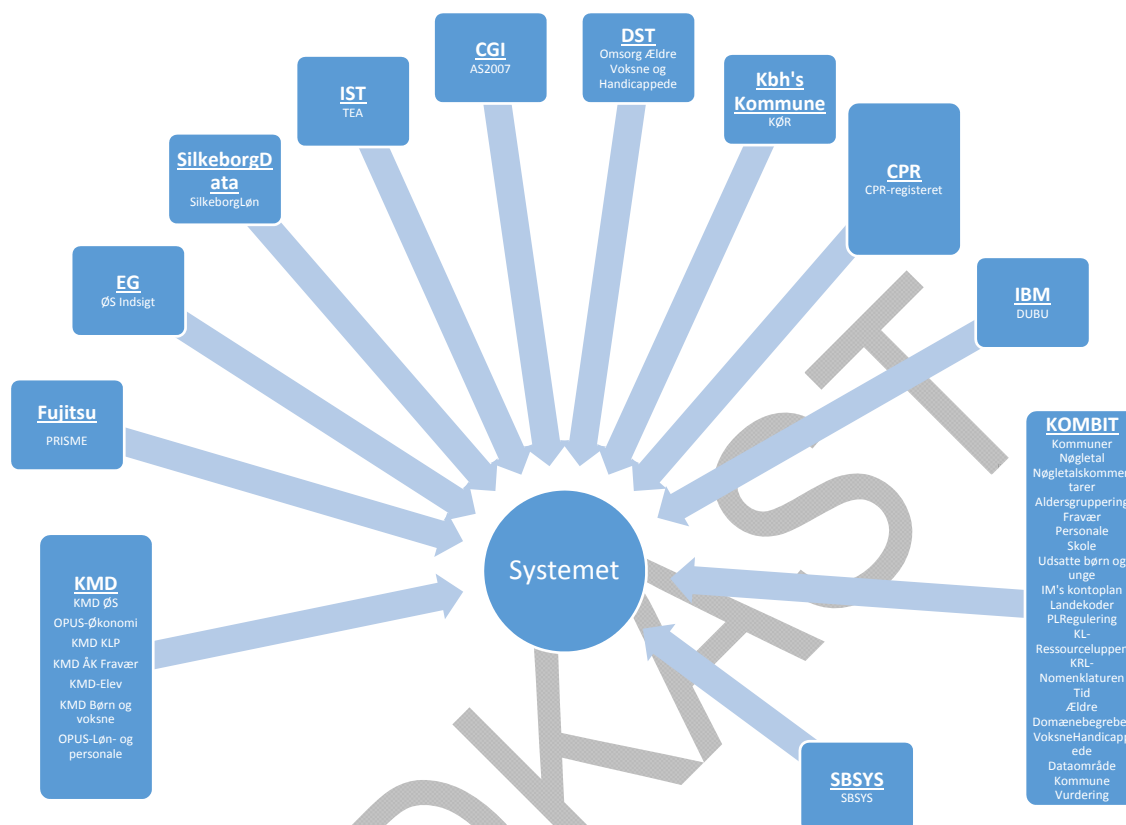 CGI
AS2007
DST
Omsorg Ældre
Voksne og
Handicappede
IST
TEA
Kbh's
Kommune
KØR
SilkeborgD
ata
SilkeborgLøn
CPR
CPR-registeret
EG
ØS Indsigt
IBM
DUBU
Fujitsu
PRISME
KOMBIT
Kommuner
Nøgletal
Nøgletalskommen
tarer
Aldersgruppering
Fravær
Personale
Skole
Udsatte børn og
unge
IM's kontoplan
Landekoder
PLRegulering
KL-
Ressourceluppen
KRL-
Nomenklaturen
Tid
Ældre
Domænebegreber
VoksneHandicapp
ede
Dataområde
Kommune
Vurdering
Systemet
KMD
KMD ØS
OPUS-Økonomi
KMD KLP
KMD ÅK Fravær
KMD-Elev
KMD Børn og
voksne
OPUS-Løn- og
personale
SBSYS
SBSYS